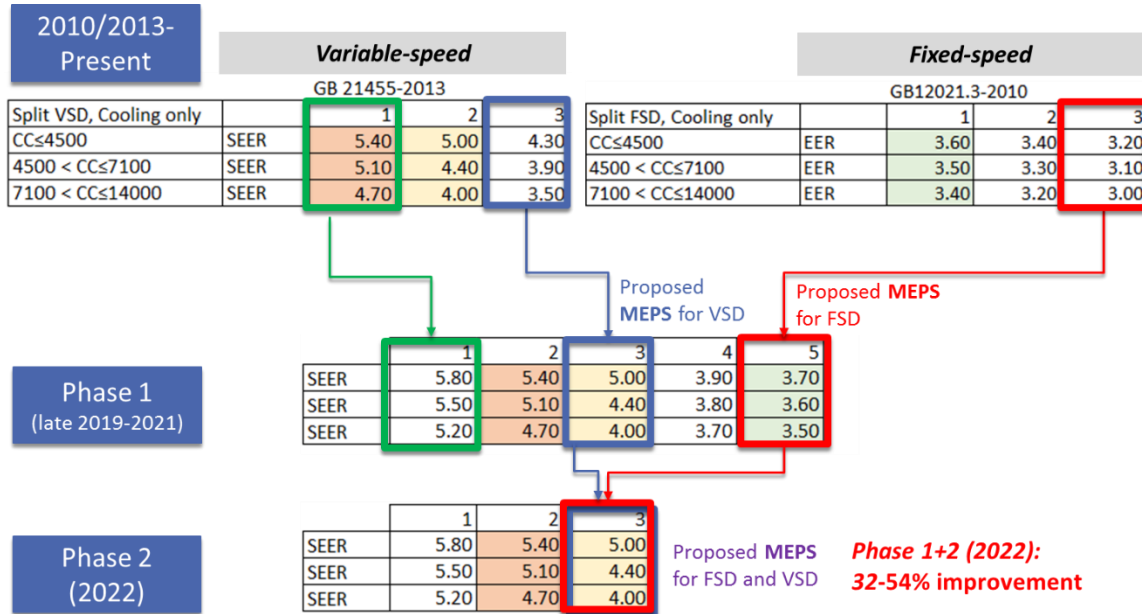 2010/2013-
Present
Variable-speed
Fixed-speed
GB 21455-2013
GB12021.3-2010
Split VSD, Cooling only 1 2 3
CC≤4500 SEER 5.40 5.00 4.30
4500 < CC≤7100 SEER 5.10 4.40 3.90
7100 < CC≤14000 SEER 4.70 4.00 3.50
Split FSD, Cooling only 1 2 3
CC≤4500 EER 3.60 3.40 3.20
4500 < CC≤7100 EER 3.50 3.30 3.10
7100 < CC≤14000 EER 3.40 3.20 3.00
Proposed
MEPS for VSD
Proposed MEPS
for FSD
Phase 1
(late 2019-2021)
1 2 3 4 5
SEER 5.80 5.40 5.00 3.90 3.70
SEER 5.50 5.10 4.40 3.80 3.60
SEER 5.20 4.70 4.00 3.70 3.50
Phase 2
(2022)
1 2 3
SEER 5.80 5.40 5.00
SEER 5.50 5.10 4.40
SEER 5.20 4.70 4.00
Proposed MEPS
for FSD and VSD
Phase 1+2 (2022):
32-54% improvement